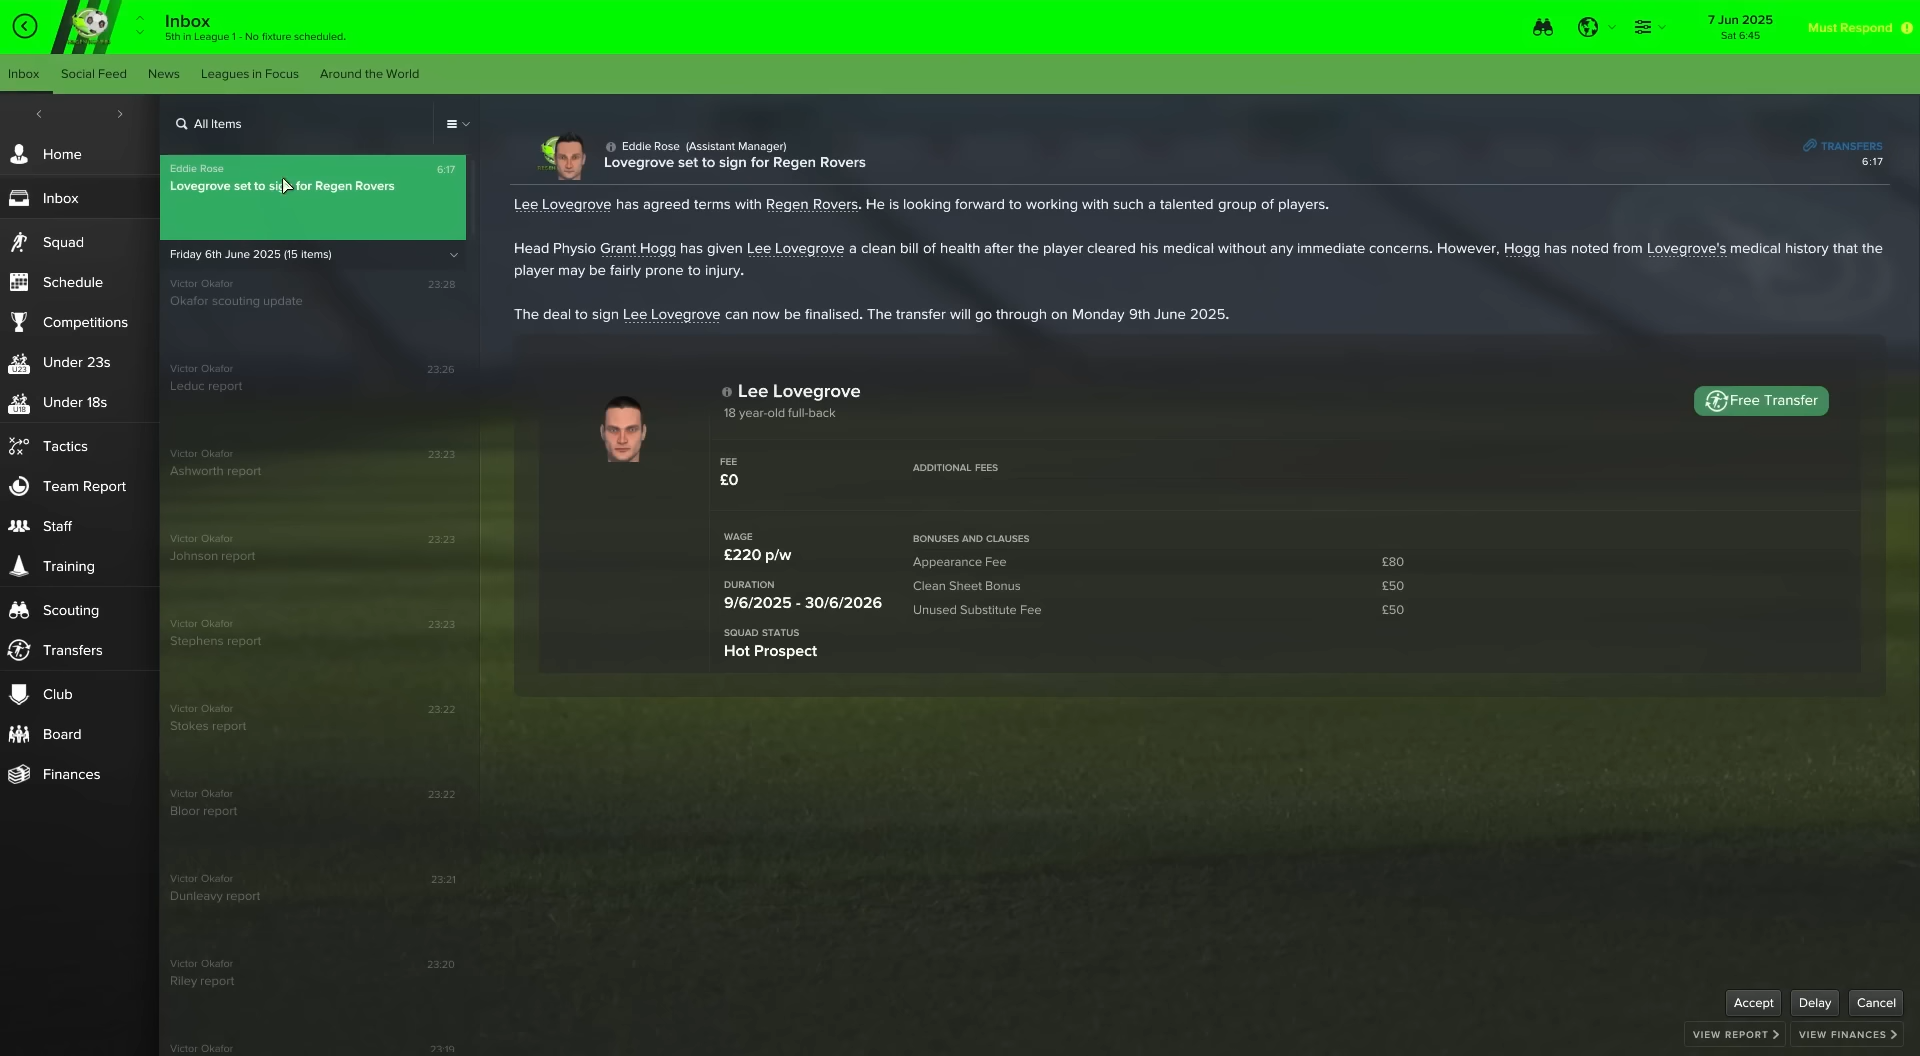 Inbox
5th in League 1 - No fixture scheduled.
7 Jun 2025
Sat 6:45
Must Respond
Inbox Social Feed News Leagues in Focus Around the World
Home
Inbox
Squad
Schedule
Competitions
U23
Under 23s
U18
Under 18s
Tactics
Team Report
Staff
Training
Scouting
Transfers
Club
Board
Finances
All Items
Eddie Rose 6:17
Lovegrove set to sign for Regen Rovers
Friday 6th June 2025 (15 items)
Victor Okafor 23:28
Okafor scouting update
Victor Okafor 23:26
Leduc report
Victor Okafor 23:23
Ashworth report
Victor Okafor 23:23
Johnson report
Victor Okafor 23:23
Stephens report
Victor Okafor 23:22
Stokes report
Victor Okafor 23:22
Bloor report
Victor Okafor 23:21
Dunleavy report
Victor Okafor 23:20
Riley report
Victor Okafor 23:19
Eddie Rose (Assistant Manager)
Lovegrove set to sign for Regen Rovers
TRANSFERS
6:17
Lee Lovegrove has agreed terms with Regen Rovers. He is looking forward to working with such a talented group of players.
Head Physio Grant Hogg has given Lee Lovegrove a clean bill of health after the player cleared his medical without any immediate concerns. However, Hogg has noted from Lovegrove's medical history that the
player may be fairly prone to injury.
The deal to sign Lee Lovegrove can now be finalised. The transfer will go through on Monday 9th June 2025.
Lee Lovegrove
18 year-old full-back
Free Transfer
FEE
£0
ADDITIONAL FEES
WAGE
£220 p/w
DURATION
9/6/2025 - 30/6/2026
SQUAD STATUS
Hot Prospect
BONUSES AND CLAUSES
Appearance Fee £80
Clean Sheet Bonus £50
Unused Substitute Fee £50
Accept Delay Cancel
VIEW REPORT VIEW FINANCES